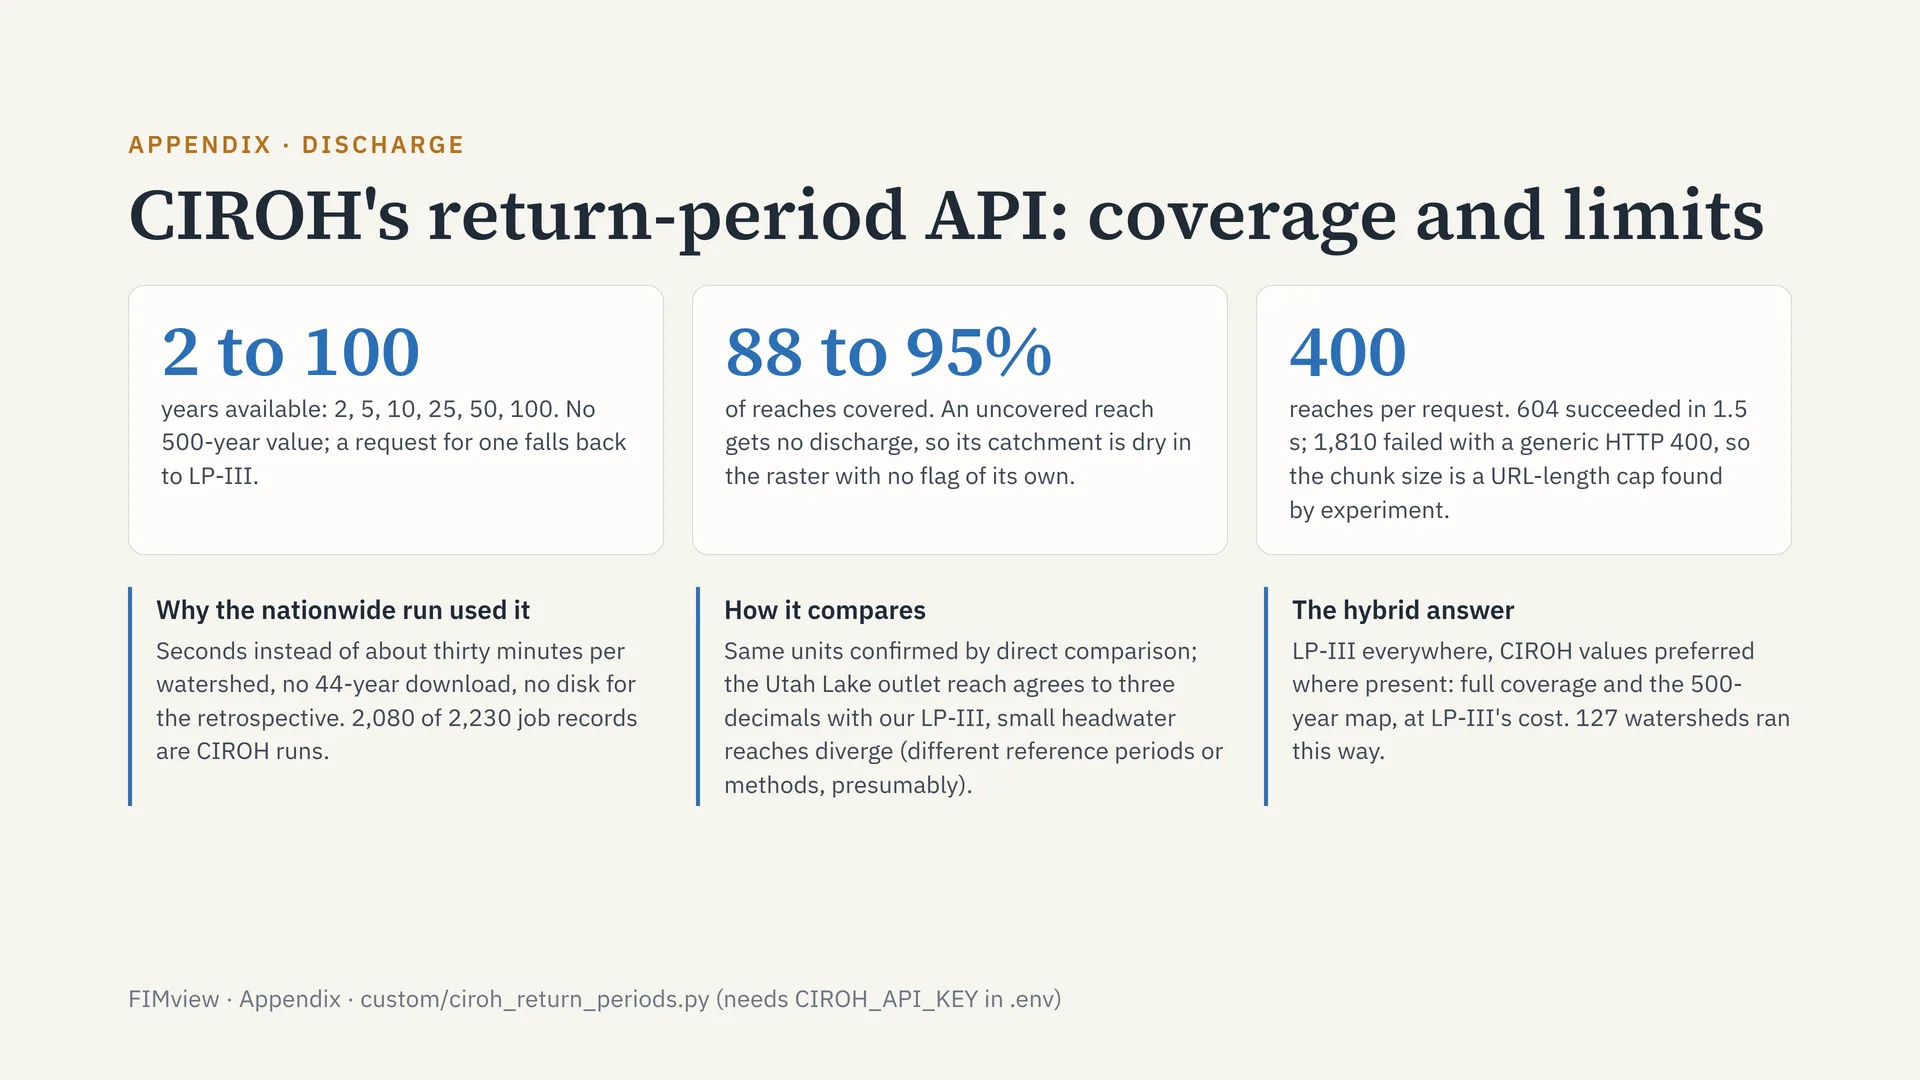 APPENDIX · DISCHARGE
CIROH's return-period API: coverage and limits
2 to 100
years available: 2, 5, 10, 25, 50, 100. No
500-year value; a request for one falls back
to LP-III.
88 to 95%
of reaches covered. An uncovered reach
gets no discharge, so its catchment is dry in
the raster with no flag of its own.
400
reaches per request. 604 succeeded in 1.5
s; 1,810 failed with a generic HTTP 400, so
the chunk size is a URL-length cap found
by experiment.
Why the nationwide run used it
Seconds instead of about thirty minutes per
watershed, no 44-year download, no disk for
the retrospective. 2,080 of 2,230 job records
are CIROH runs.
How it compares
Same units confirmed by direct comparison;
the Utah Lake outlet reach agrees to three
decimals with our LP-III, small headwater
reaches diverge (different reference periods or
methods, presumably).
The hybrid answer
LP-III everywhere, CIROH values preferred
where present: full coverage and the 500-
year map, at LP-III's cost. 127 watersheds ran
this way.
FIMview · Appendix · custom/ciroh_return_periods.py (needs CIROH_API_KEY in .env)